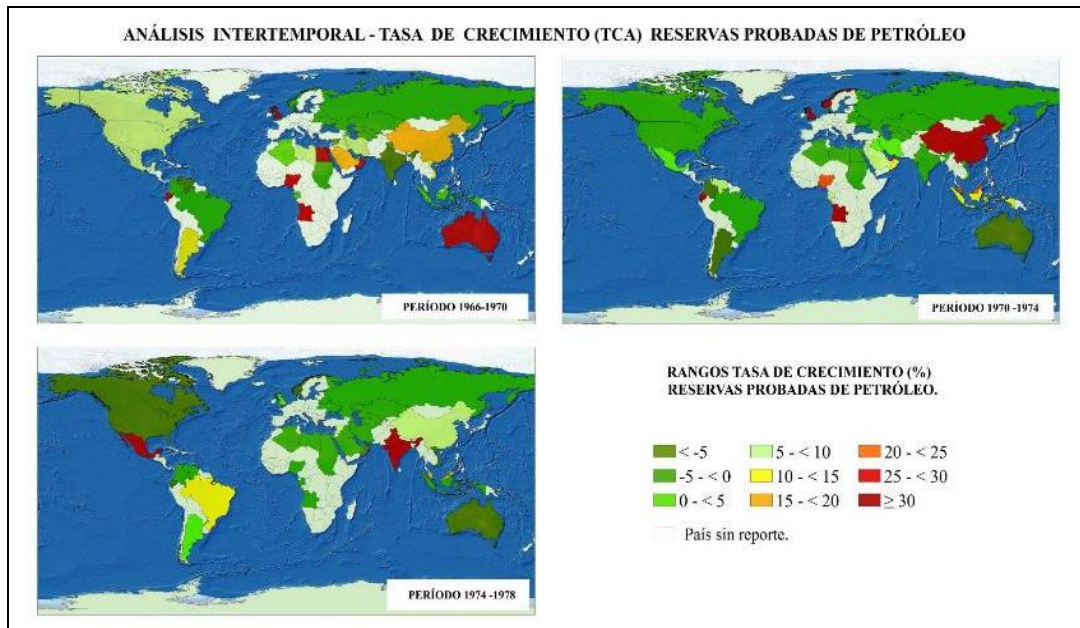 ANÁLISIS INTERTEMPORAL - TASA DE CRECIMIENTO (TCA) RESERVAS PROBADAS DE PETRÓLEO
PERÍODO 1966-1970
PERÍODO 1970 -1974
PERÍODO 1974 -1978
RANGOS TASA DE CRECIMIENTO (%)
RESERVAS PROBADAS DE PETRÓLEO.
< -5
5 - < 10
20 - < 25
-5 - < 0
10 - < 15
25 - < 30
0 - < 5
15 - < 20
≥ 30
País sin reporte.